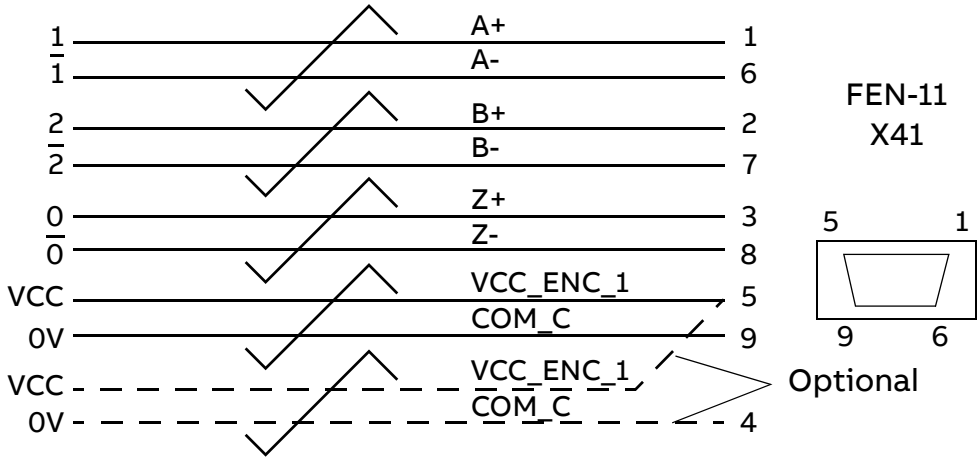 1 A+ 1
1̅ A- 6
FEN-11
X41
2 B+ 2
2̅ B- 7
0 Z+ 3
0̅ Z- 8
5 1
9 6
VCC VCC_ENC_1 5
0V COM_C 9
VCC VCC_ENC_1
Optional
0V COM_C 4